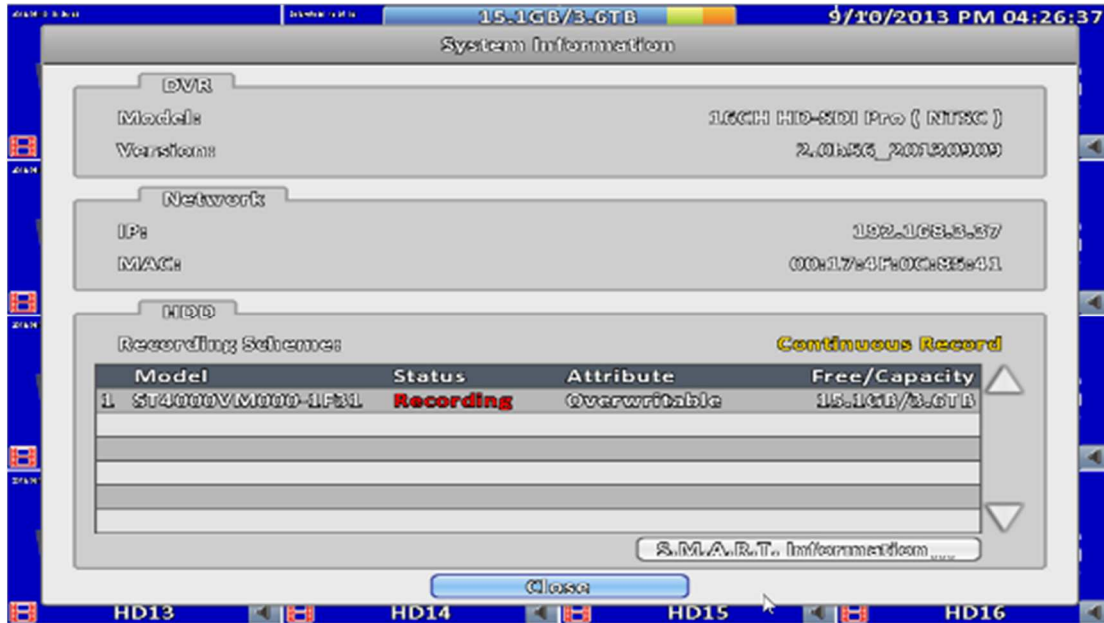 15.1GB/3.6TB 9/10/2013 PM 04:26:37
System Information
DVR
Model: 16CH HD-SDI Pro ( NTSC )
Version: 2.0b56_20130909
Network
IP: 192.168.3.37
MAC: 00:17:4F:0C:85:41
HDD
Recording Scheme: Continuous Record
Model Status Attribute Free/Capacity
1 ST4000VM000-1F31 Recording Overwritable 15.1GB/3.6TB
S.M.A.R.T. Information...
Close
HD13 HD14 HD15 HD16